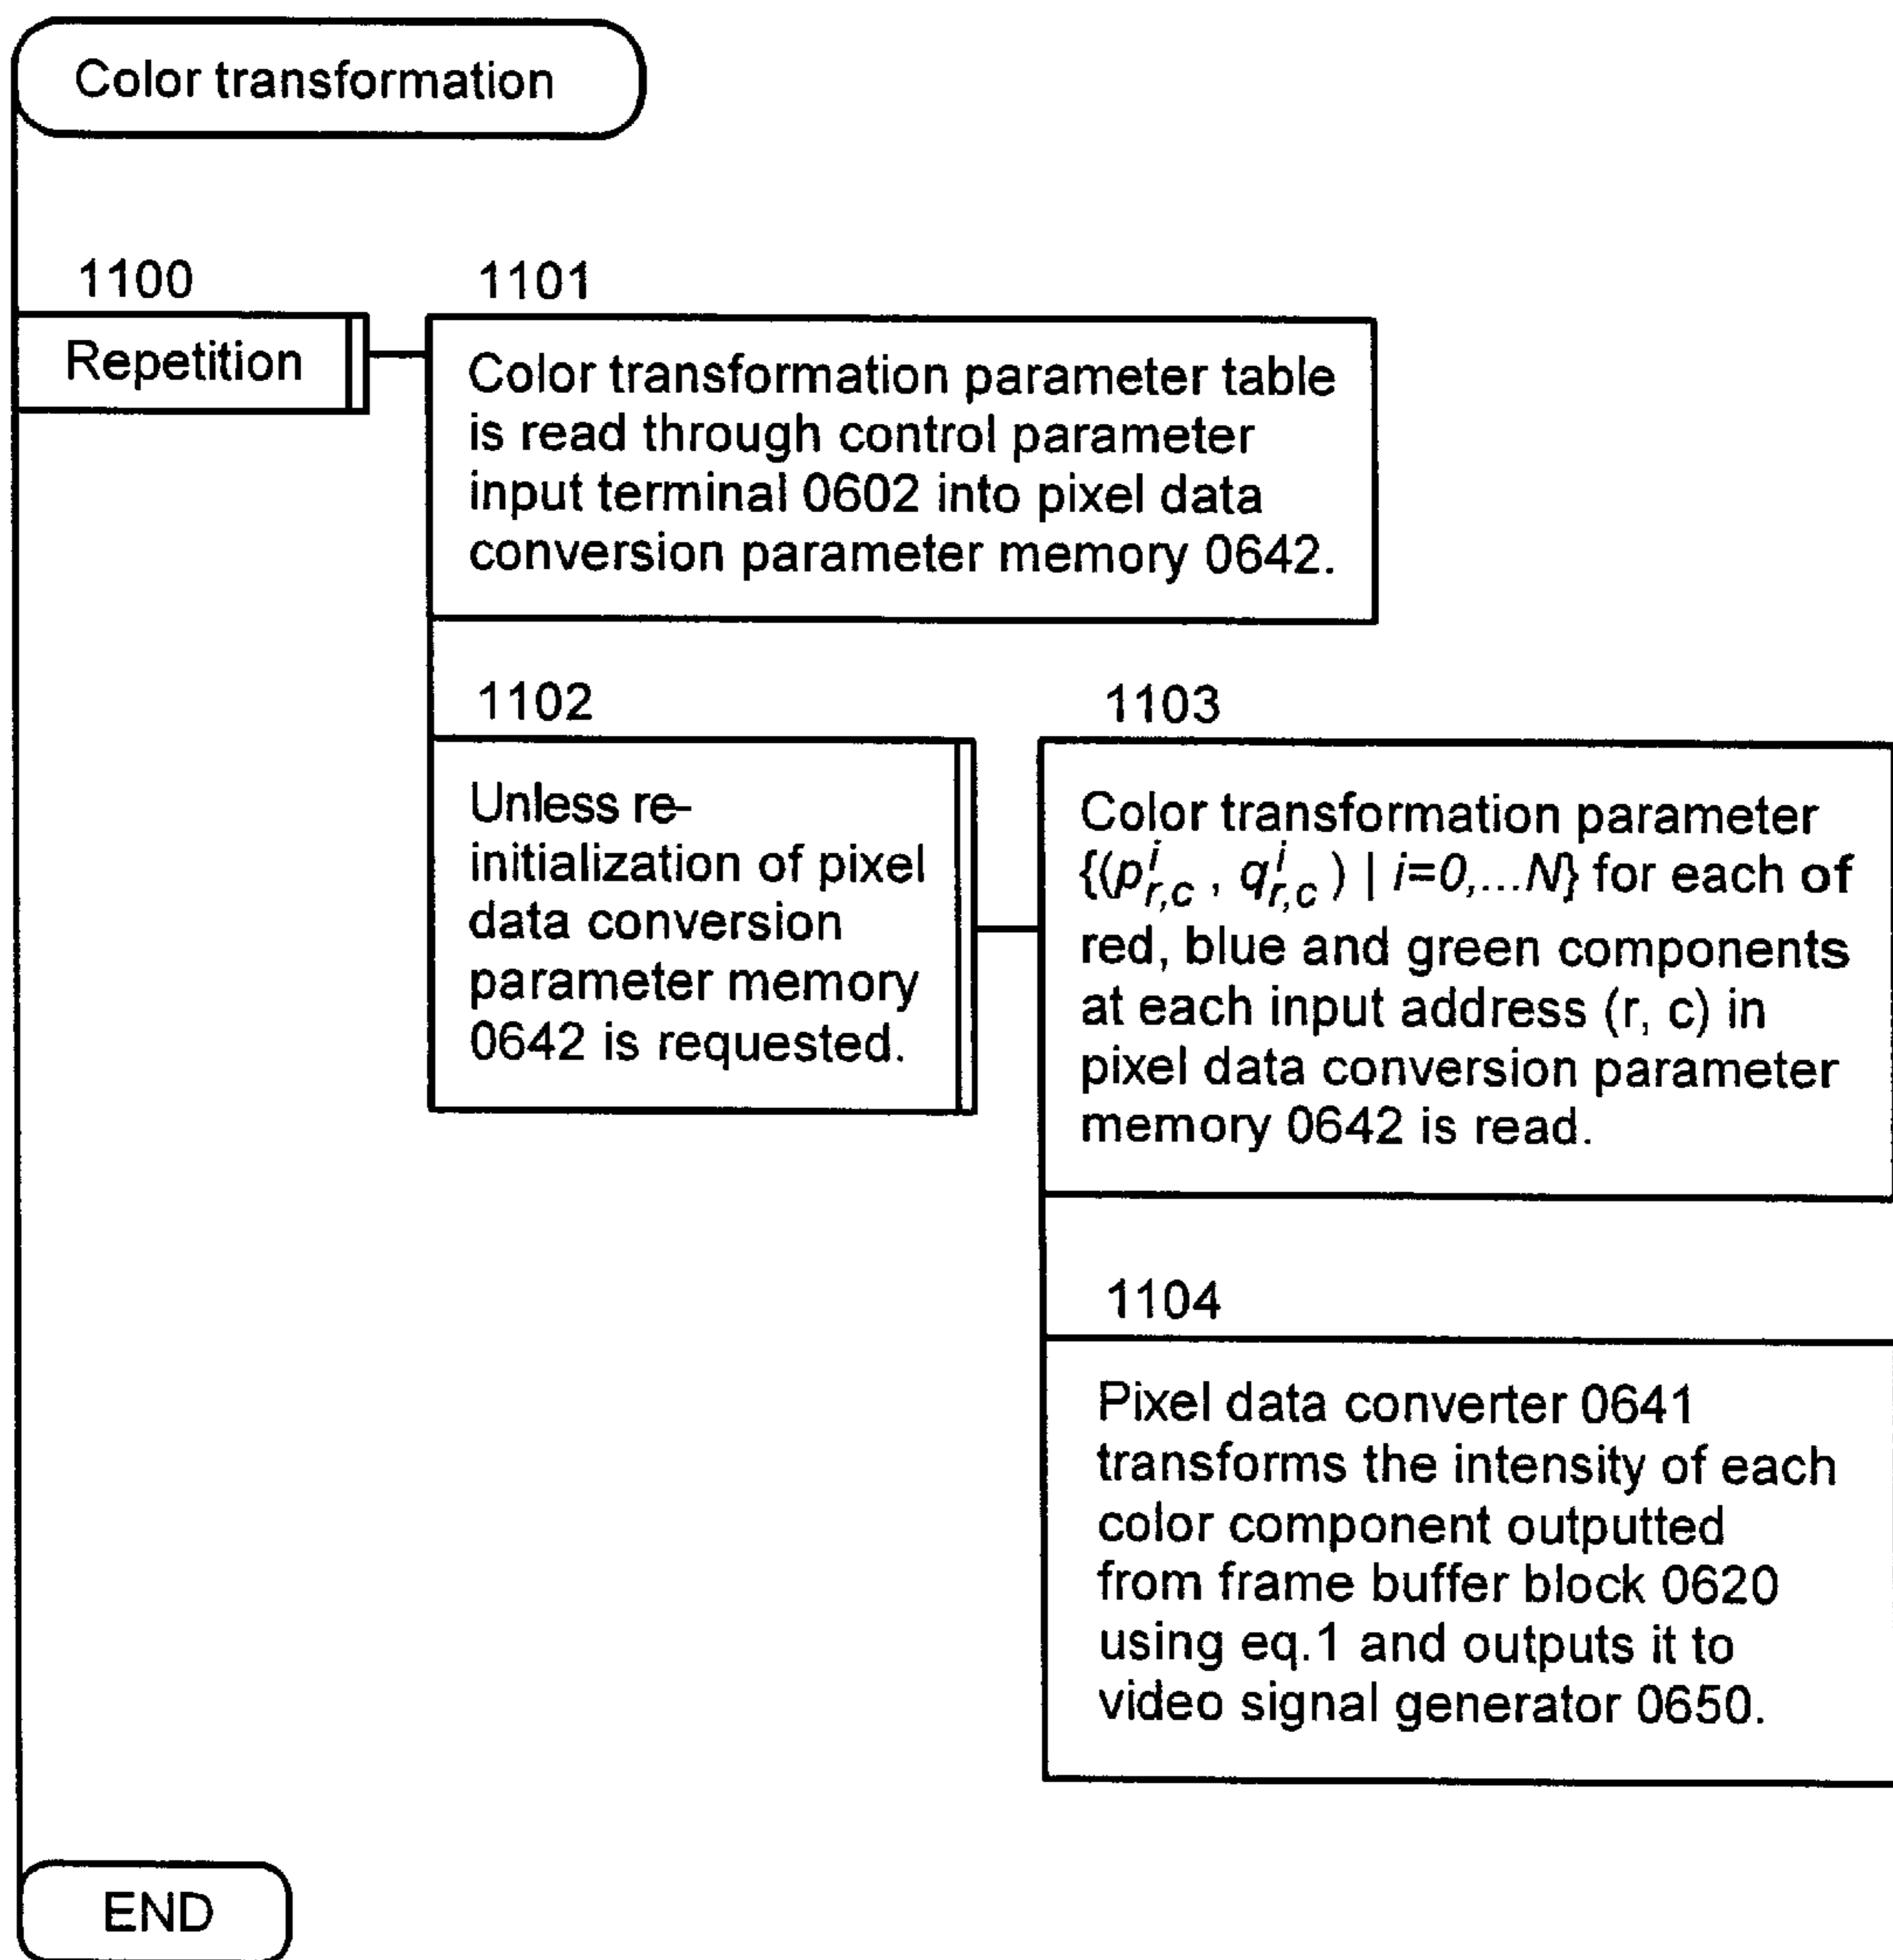 Color transformation
1100
Repetition
1101
Color transformation parameter table
is read through control parameter
input terminal 0602 into pixel data
conversion parameter memory 0642.
1102
Unless re-
initialization of pixel
data conversion
parameter memory
0642 is requested.
1103
Color transformation parameter
{(p^i_{r,c} , q^i_{r,c} ) | i=0,...N} for each of
red, blue and green components
at each input address (r, c) in
pixel data conversion parameter
memory 0642 is read.
1104
Pixel data converter 0641
transforms the intensity of each
color component outputted
from frame buffer block 0620
using eq.1 and outputs it to
video signal generator 0650.
END